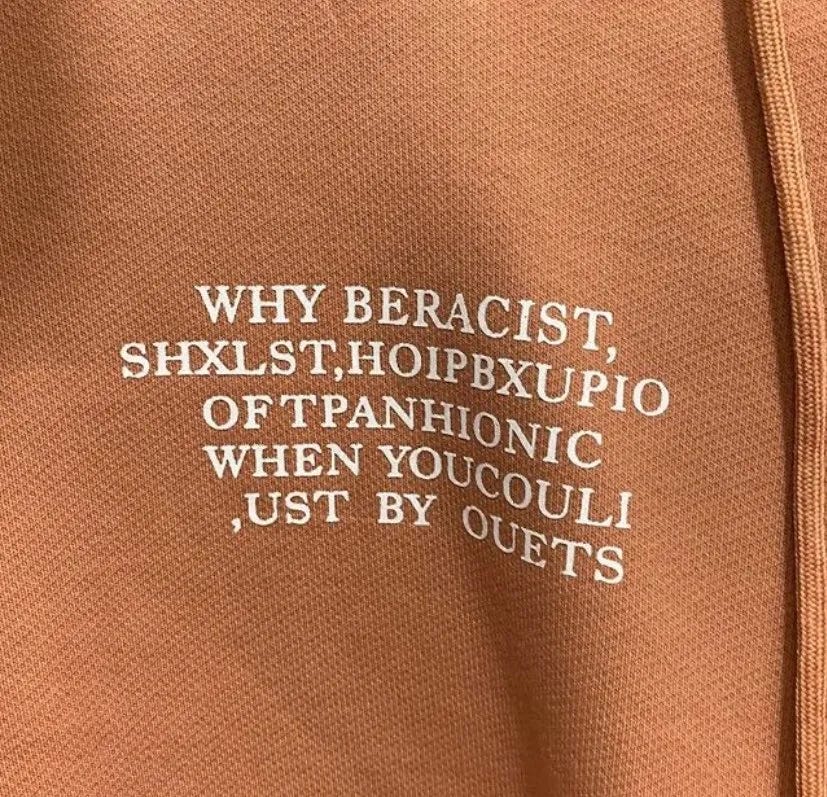 WHY BERACIST,
SHXLST,HOIPBXUPIO
OFTPANHIONIC
WHEN YOUCOULI
,UST BY OUETS